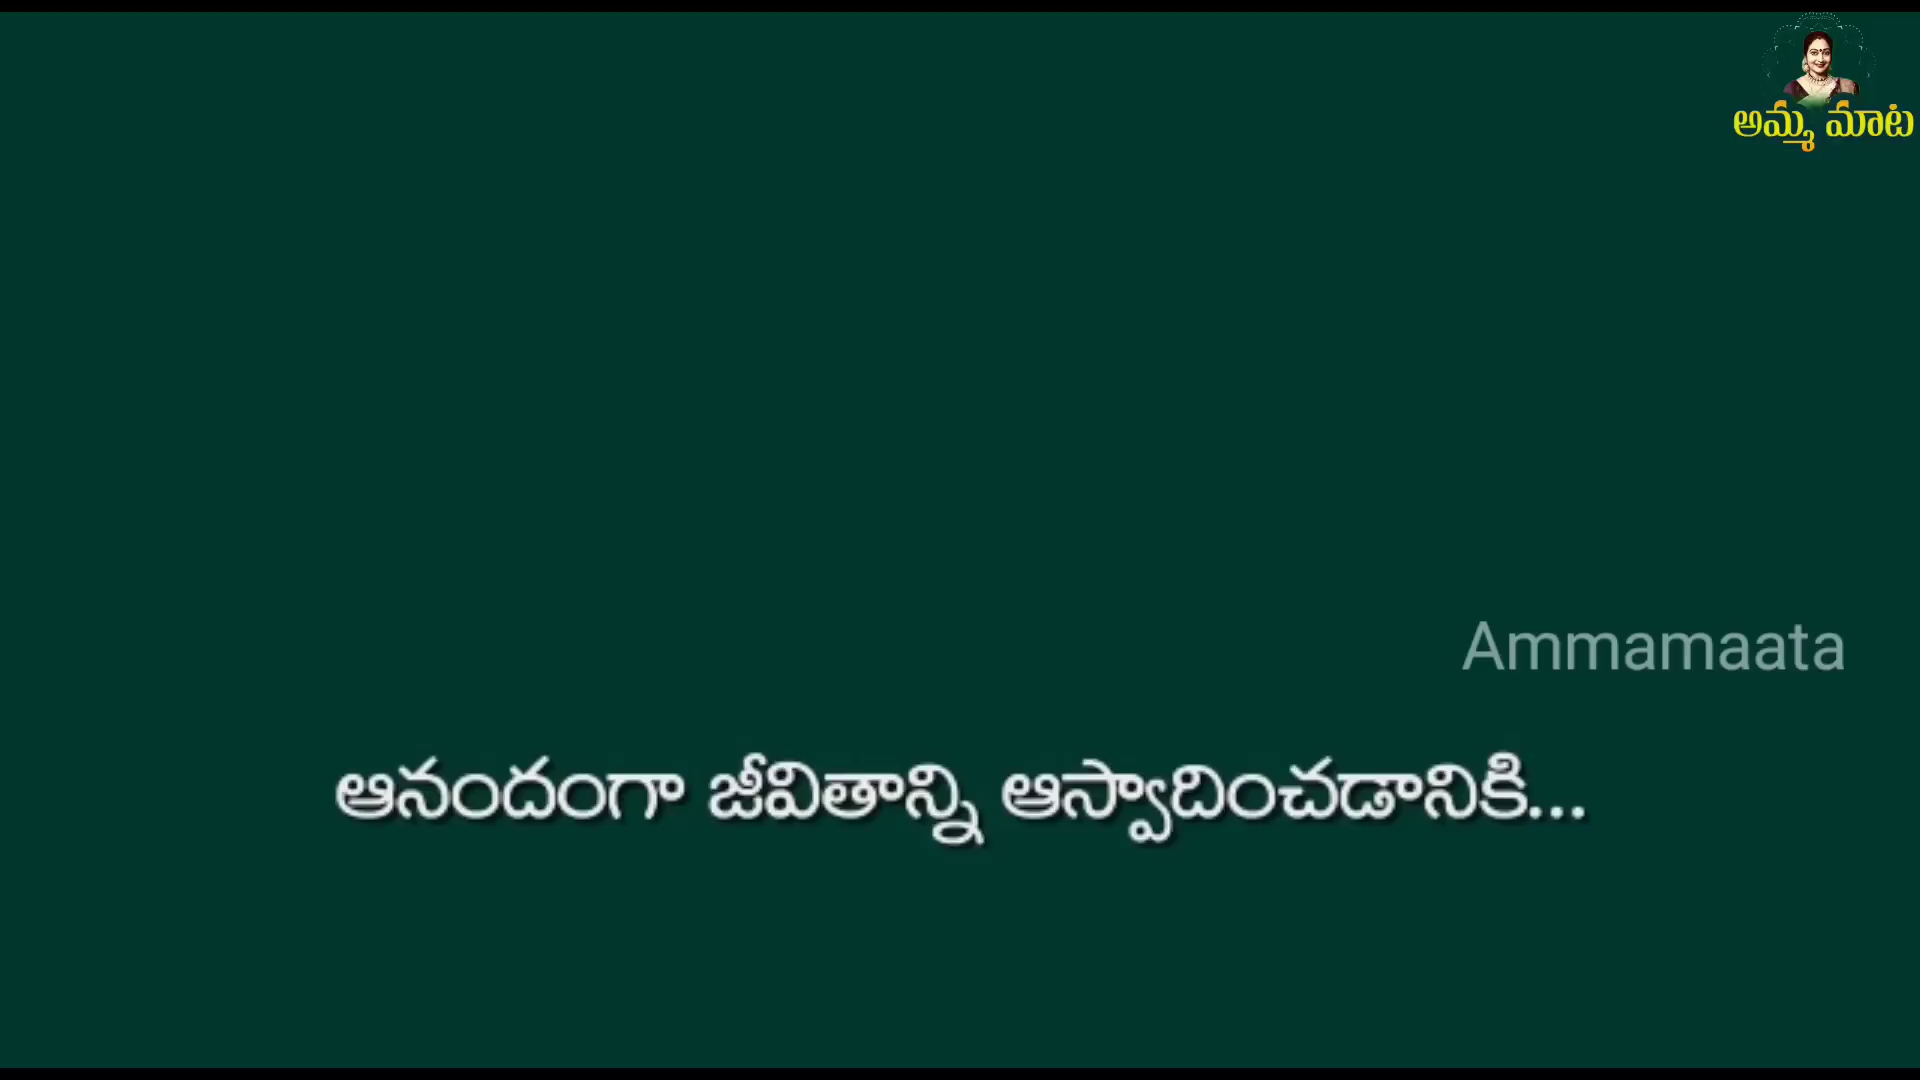 అమ్మ మాట
Ammamaata
ఆనందంగా జీవితాన్ని ఆస్వాదించడానికి...